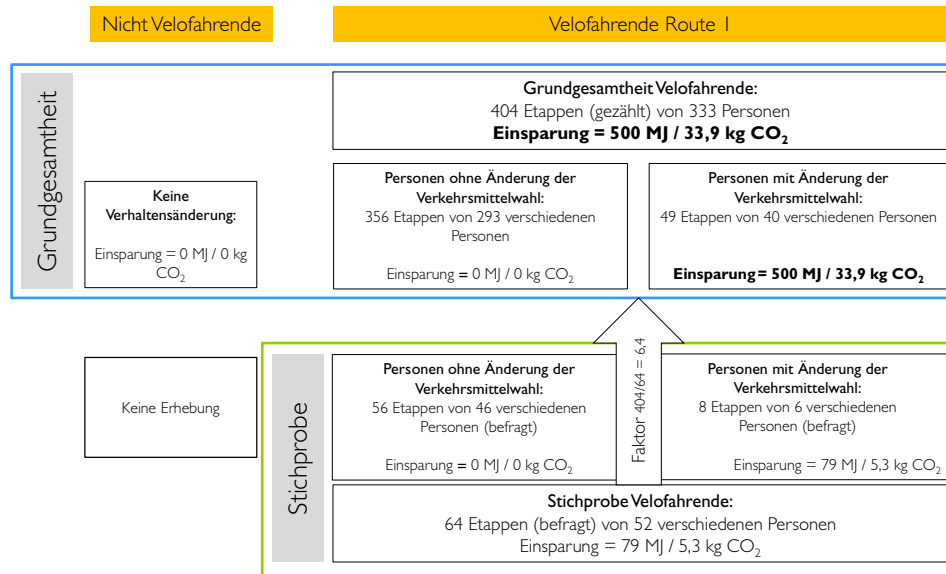 Nicht Velofahrende
Velofahrende Route 1
Grundgesamtheit
Grundgesamtheit Velofahrende:
404 Etappen (gezählt) von 333 Personen
Einsparung = 500 MJ / 33,9 kg CO2
Keine
Verhaltensänderung:
Einsparung = 0 MJ / 0 kg
CO2
Personen ohne Änderung der
Verkehrsmittelwahl:
356 Etappen von 293 verschiedenen
Personen
Einsparung = 0 MJ / 0 kg CO2
Personen mit Änderung der
Verkehrsmittelwahl:
49 Etappen von 40 verschiedenen Personen
Einsparung = 500 MJ / 33,9 kg CO2
Keine Erhebung
Stichprobe
Personen ohne Änderung der
Verkehrsmittelwahl:
56 Etappen von 46 verschiedenen
Personen (befragt)
Einsparung = 0 MJ / 0 kg CO2
Faktor 404/64 = 6,4
Personen mit Änderung der
Verkehrsmittelwahl:
8 Etappen von 6 verschiedenen
Personen (befragt)
Einsparung = 79 MJ / 5,3 kg CO2
Stichprobe Velofahrende:
64 Etappen (befragt) von 52 verschiedenen Personen
Einsparung = 79 MJ / 5,3 kg CO2